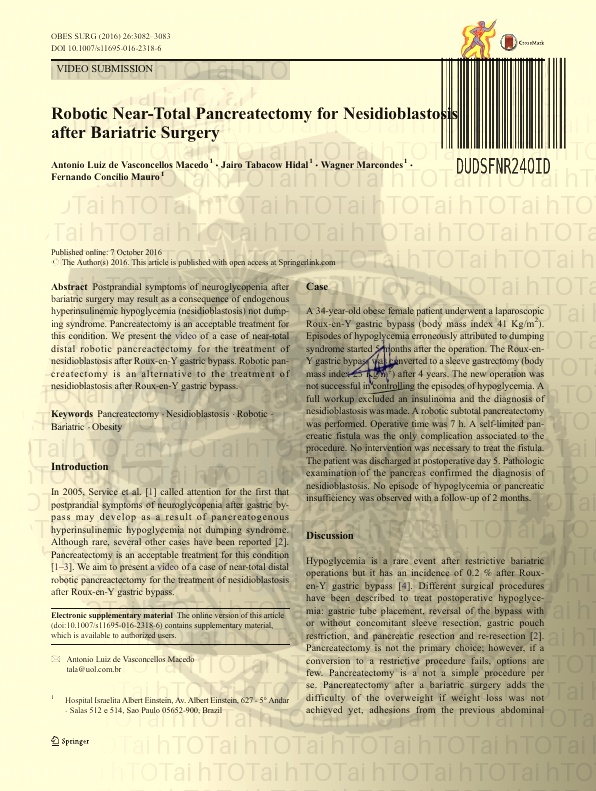 OBES SURG (2016) 26:3082–3083
DOI 10.1007/s11695-016-2318-6
CrossMark
VIDEO SUBMISSION
DUDSFNR240ID
Robotic Near-Total Pancreatectomy for Nesidioblastosis
after Bariatric Surgery
Antonio Luiz de Vasconcellos Macedo1 · Jairo Tabacow Hidal1 · Wagner Marcondes1 ·
Fernando Concilio Mauro1
Published online: 7 October 2016
© The Author(s) 2016. This article is published with open access at Springerlink.com
Abstract Postprandial symptoms of neuroglycopenia after
bariatric surgery may result as a consequence of endogenous
hyperinsulinemic hypoglycemia (nesidioblastosis) not dump-
ing syndrome. Pancreatectomy is an acceptable treatment for
this condition. We present the video of a case of near-total
distal robotic pancreatectomy for the treatment of
nesidioblastosis after Roux-en-Y gastric bypass. Robotic pan-
createctomy is an alternative to the treatment of
nesidioblastosis after Roux-en-Y gastric bypass.
Keywords Pancreatectomy · Nesidioblastosis · Robotic ·
Bariatric · Obesity
Introduction
In 2005, Service et al. [1] called attention for the first that
postprandial symptoms of neuroglycopenia after gastric by-
pass may develop as a result of pancreatogenous
hyperinsulinemic hypoglycemia not dumping syndrome.
Although rare, several other cases have been reported [2].
Pancreatectomy is an acceptable treatment for this condition
[1–3]. We aim to present a video of a case of near-total distal
robotic pancreatectomy for the treatment of nesidioblastosis
after Roux-en-Y gastric bypass.
Electronic supplementary material The online version of this article
(doi:10.1007/s11695-016-2318-6) contains supplementary material,
which is available to authorized users.
Antonio Luiz de Vasconcellos Macedo
tala@uol.com.br
1 Hospital Israelita Albert Einstein, Av. Albert Einstein, 627 - 5° Andar
- Salas 512 e 514, Sao Paulo 05652-900, Brazil
Case
A 34-year-old obese female patient underwent a laparoscopic
Roux-en-Y gastric bypass (body mass index 41 Kg/m2).
Episodes of hypoglycemia erroneously attributed to dumping
syndrome started months after the operation. The Roux-en-
Y gastric bypass was converted to a sleeve gastrectomy (body
mass index after 4 years. The new operation was
not successful in controlling the episodes of hypoglycemia. A
full workup excluded an insulinoma and the diagnosis of
nesidioblastosis was made. A robotic subtotal pancreatectomy
was performed. Operative time was 7 h. A self-limited pan-
creatic fistula was the only complication associated to the
procedure. No intervention was necessary to treat the fistula.
The patient was discharged at postoperative day 5. Pathologic
examination of the pancreas confirmed the diagnosis of
nesidioblastosis. No episode of hypoglycemia or pancreatic
insufficiency was observed with a follow-up of 2 months.
Discussion
Hypoglycemia is a rare event after restrictive bariatric
operations but it has an incidence of 0.2 % after Roux-
en-Y gastric bypass [4]. Different surgical procedures
have been described to treat postoperative hypoglyce-
mia: gastric tube placement, reversal of the bypass with
or without concomitant sleeve resection, gastric pouch
restriction, and pancreatic resection and re-resection [2].
Pancreatectomy is not the primary choice; however, if a
conversion to a restrictive procedure fails, options are
few. Pancreatectomy is a not a simple procedure per
se. Pancreatectomy after a bariatric surgery adds the
difficulty of the overweight if weight loss was not
achieved yet, adhesions from the previous abdominal
Springer